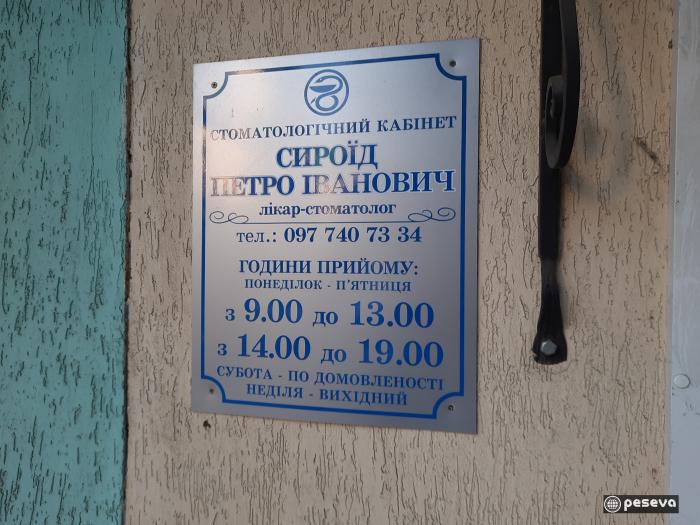 СТОМАТОЛОГІЧНИЙ КАБІНЕТ
СИРОЇД
ПЕТРО ІВАНОВИЧ
лікар-стоматолог
тел.: 097 740 73 34
ГОДИНИ ПРИЙОМУ:
ПОНЕДІЛОК - П'ЯТНИЦЯ
з 9.00 до 13.00
з 14.00 до 19.00
СУБОТА - ПО ДОМОВЛЕНОСТІ
НЕДІЛЯ - ВИХІДНИЙ
peseva